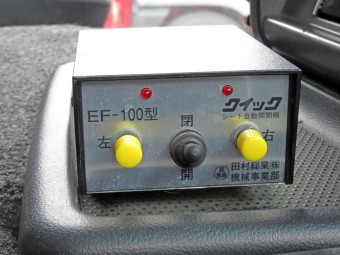 EF-100型
クイック
シート自動開閉器
左
閉
右
開
田村総業㈱
機械事業部